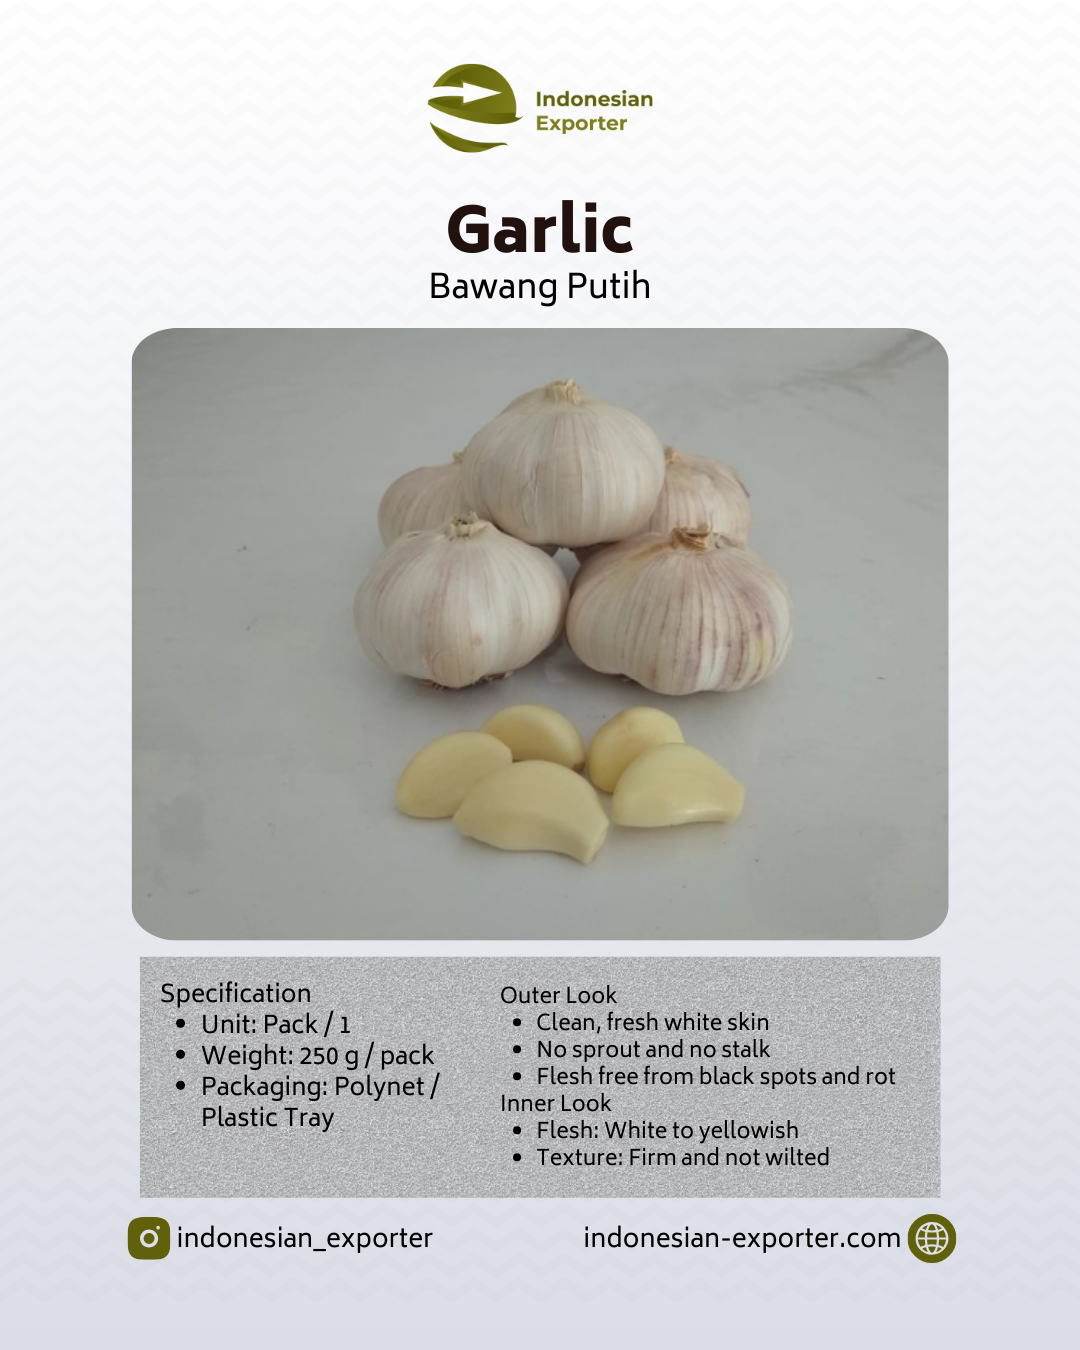 Indonesian
Exporter
Garlic
Bawang Putih
Specification
• Unit: Pack / 1
• Weight: 250 g / pack
• Packaging: Polynet /
Plastic Tray
Outer Look
• Clean, fresh white skin
• No sprout and no stalk
• Flesh free from black spots and rot
Inner Look
• Flesh: White to yellowish
• Texture: Firm and not wilted
indonesian_exporter
indonesian-exporter.com